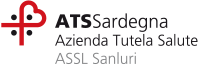 ATSSardegna
Azienda Tutela Salute
ASSL Sanluri